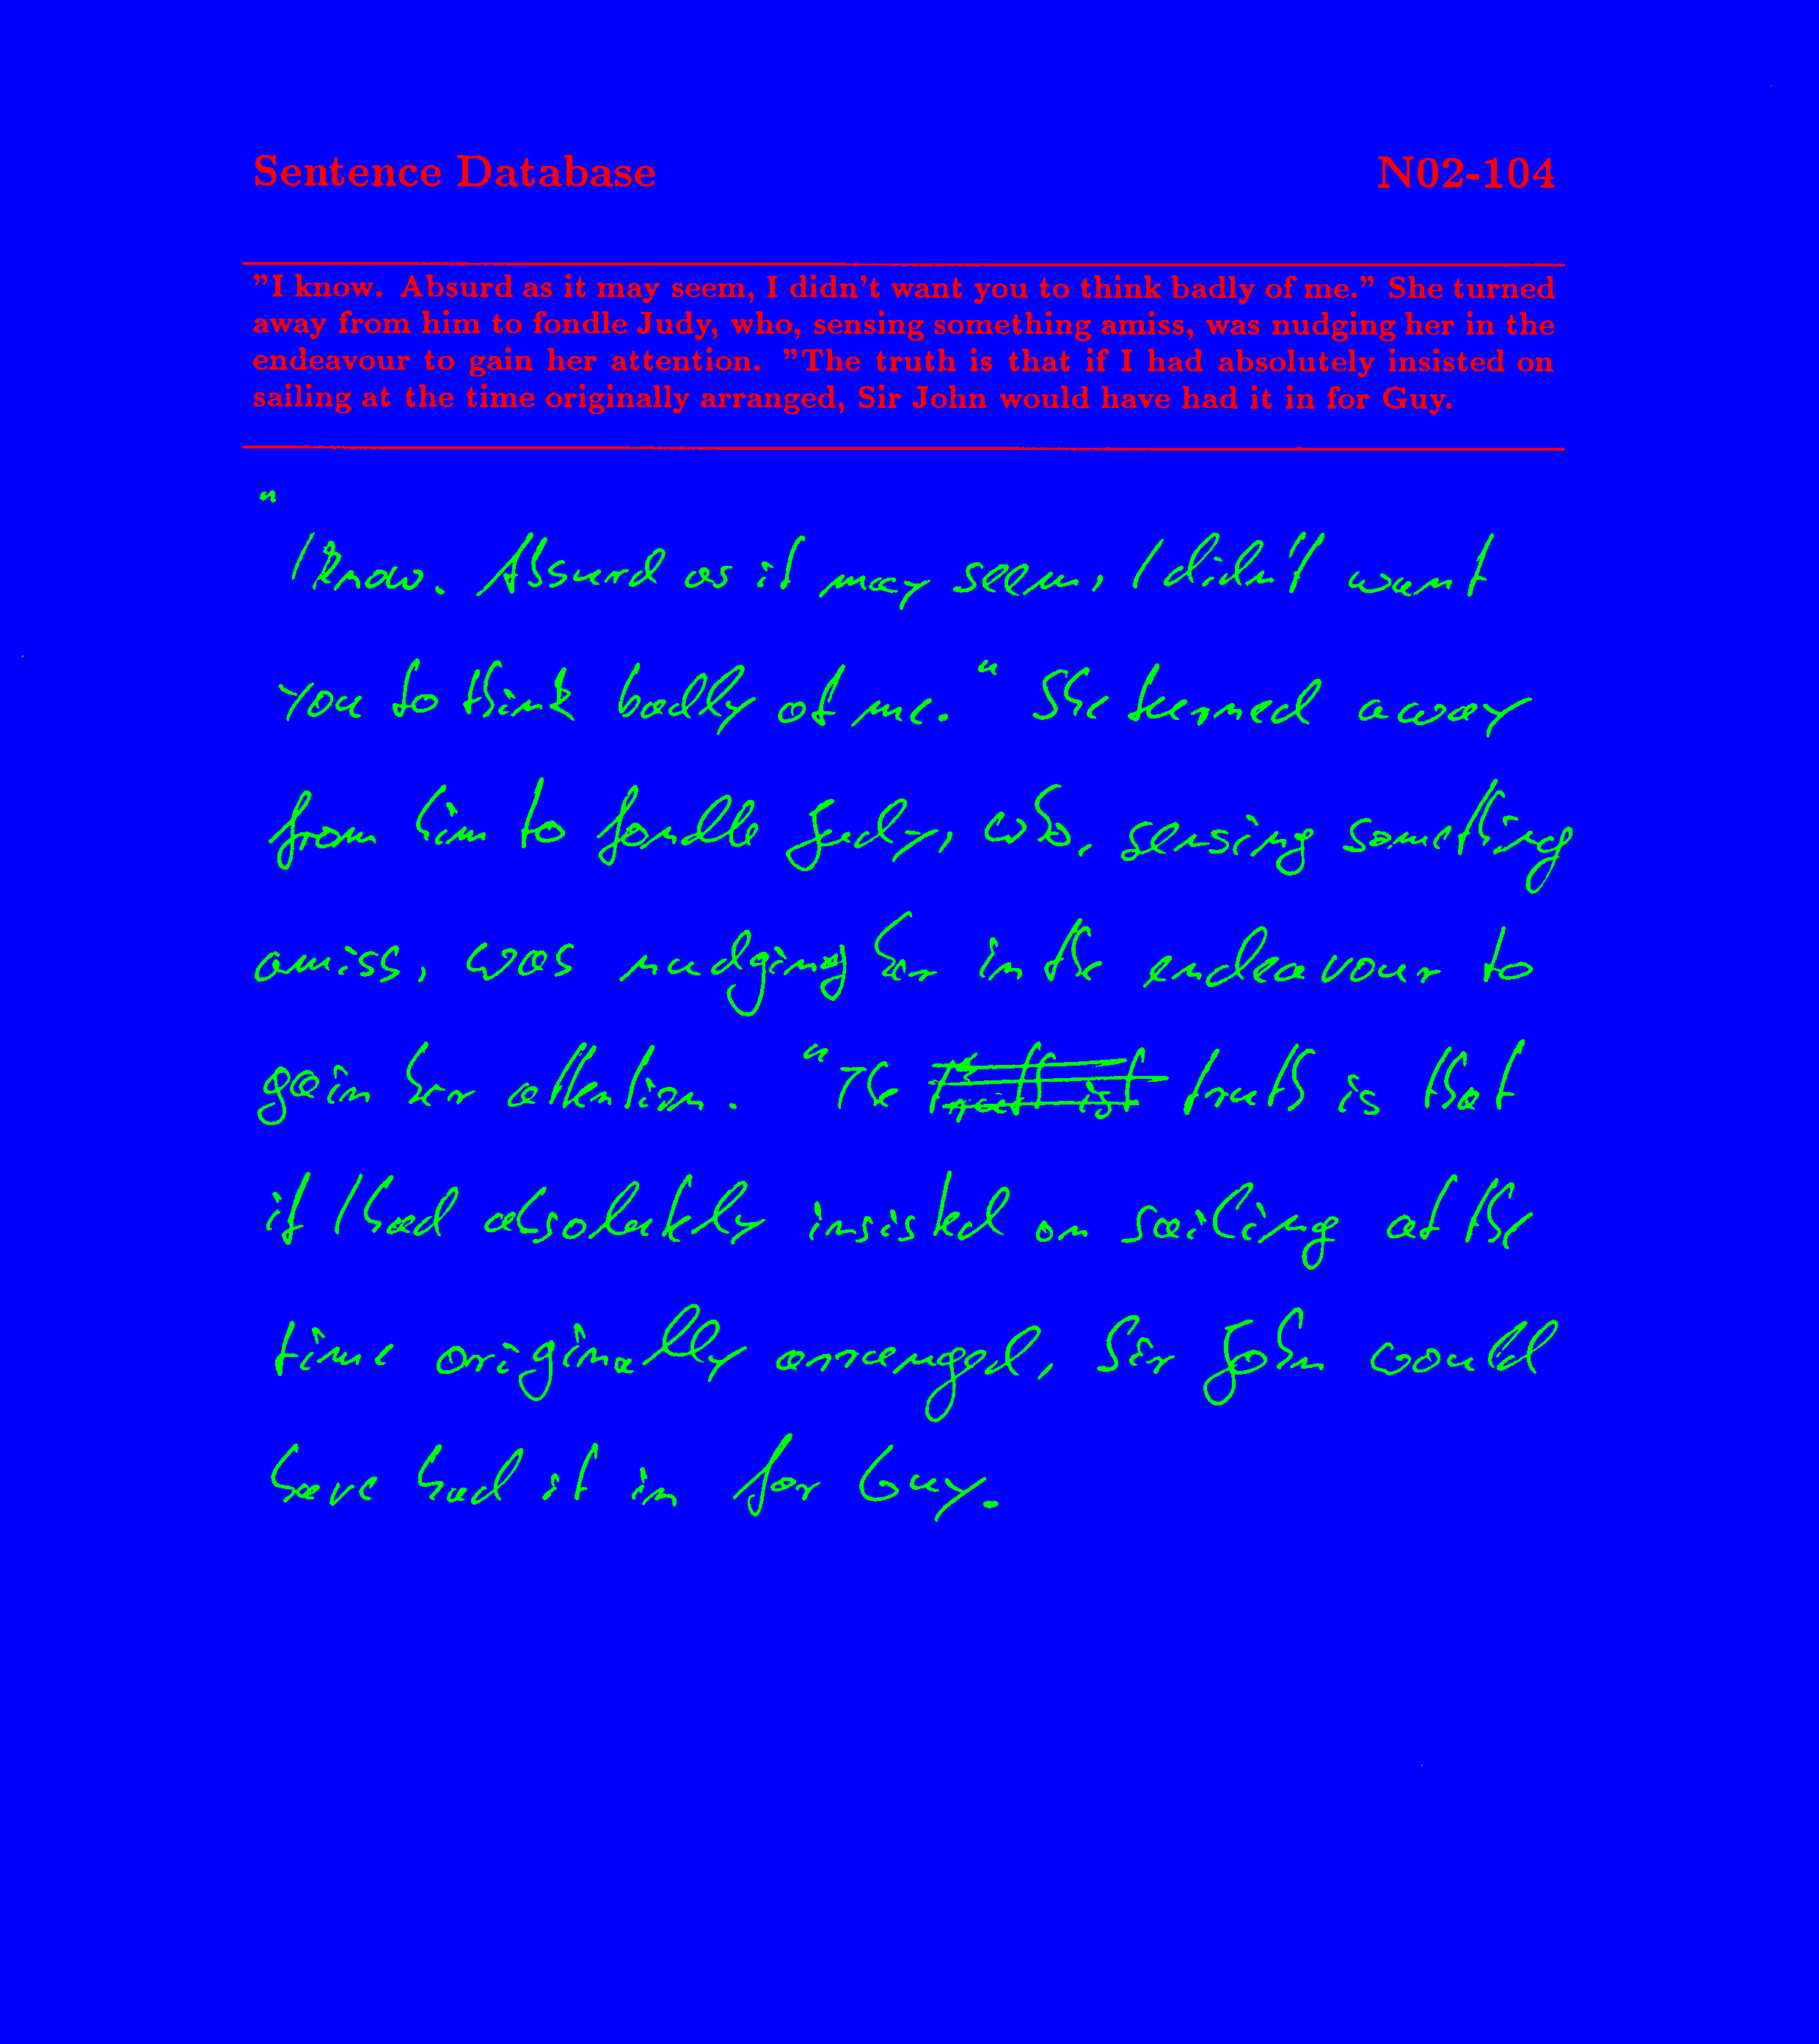 Sentence Database N02-104
"I know. Absurd as it may seem, I didn't want you to think badly of me." She turned
away from him to fondle Judy, who, sensing something amiss, was nudging her in the
endeavour to gain her attention. "The truth is that if I had absolutely insisted on
sailing at the time originally arranged, Sir John would have had it in for Guy.
"
I know. Absurd as it may seem, I didn't want
you to think badly of me." She turned away
from him to fondle Judy, who, sensing something
amiss, was nudging her in the endeavour to
gain her attention. "The truth is that
if I had absolutely insisted on sailing at the
time originally arranged, Sir John would
have had it in for Guy.